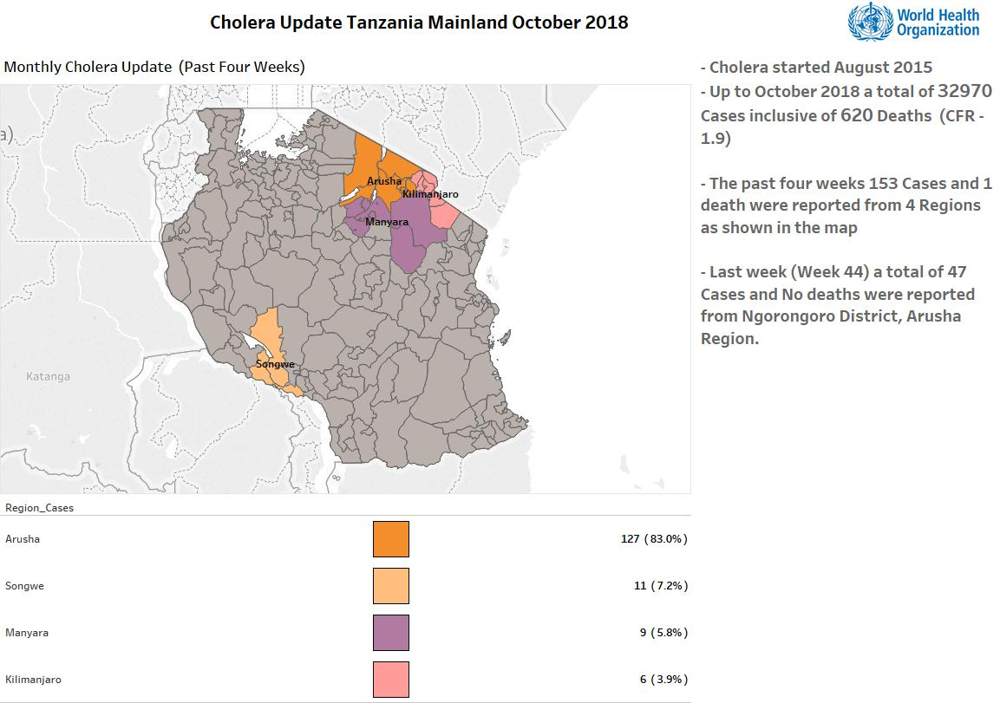 Cholera Update Tanzania Mainland October 2018
World Health
Organization
Monthly Cholera Update (Past Four Weeks)
- Cholera started August 2015
- Up to October 2018 a total of 32970
Cases inclusive of 620 Deaths (CFR -
1.9)
- The past four weeks 153 Cases and 1
death were reported from 4 Regions
as shown in the map
- Last week (Week 44) a total of 47
Cases and No deaths were reported
from Ngorongoro District, Arusha
Region.
a)
Arusha
Kilimanjaro
Manyara
Songwe
Katanga
Region_Cases
Arusha 127 (83.0%)
Songwe 11 (7.2%)
Manyara 9 (5.8%)
Kilimanjaro 6 (3.9%)